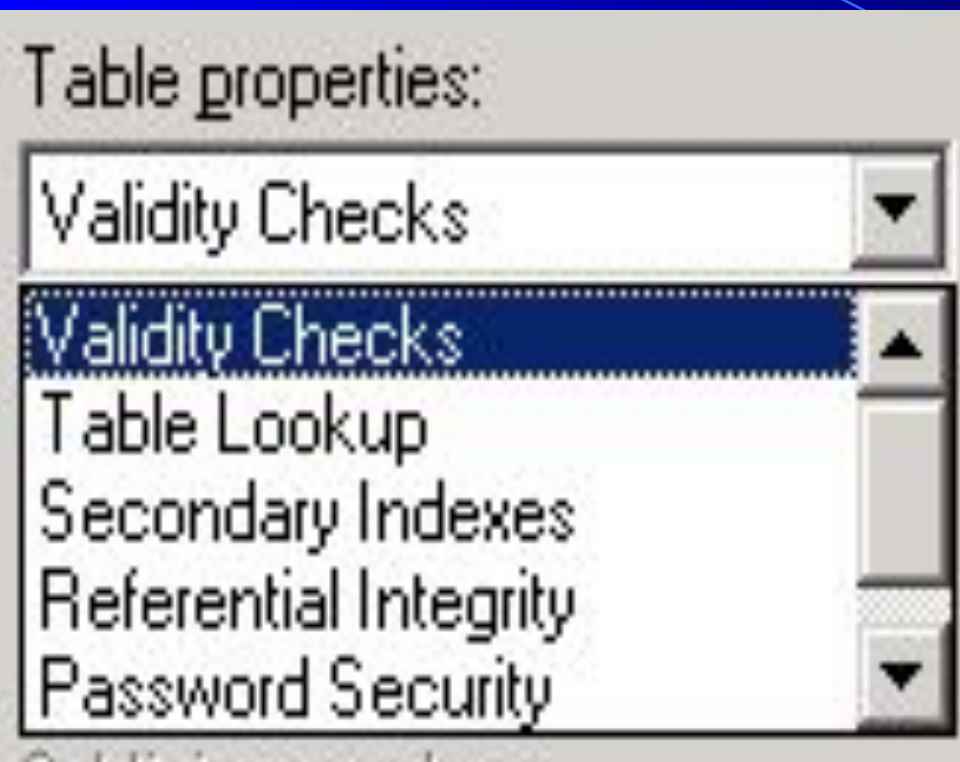 Table properties:
Validity Checks
Validity Checks
Table Lookup
Secondary Indexes
Referential Integrity
Password Security